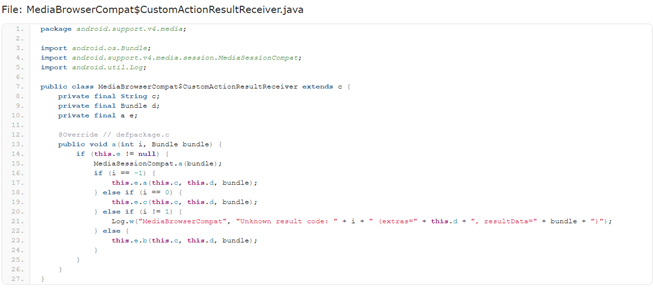 File: MediaBrowserCompat$CustomActionResultReceiver.java
1. package android.support.v4.media;
2.
3. import android.os.Bundle;
4. import android.support.v4.media.session.MediaSessionCompat;
5. import android.util.Log;
6.
7. public class MediaBrowserCompat$CustomActionResultReceiver extends c {
8. private final String c;
9. private final Bundle d;
10. private final a e;
11.
12. @Override // defpackage.c
13. public void a(int i, Bundle bundle) {
14. if (this.e != null) {
15. MediaSessionCompat.a(bundle);
16. if (i == -1) {
17. this.e.a(this.c, this.d, bundle);
18. } else if (i == 0) {
19. this.e.c(this.c, this.d, bundle);
20. } else if (i != 1) {
21. Log.w("MediaBrowserCompat", "Unknown result code: " + i + " (extras=" + this.d + ", resultData=" + bundle + ")");
22. } else {
23. this.e.b(this.c, this.d, bundle);
24. }
25. }
26. }
27. }